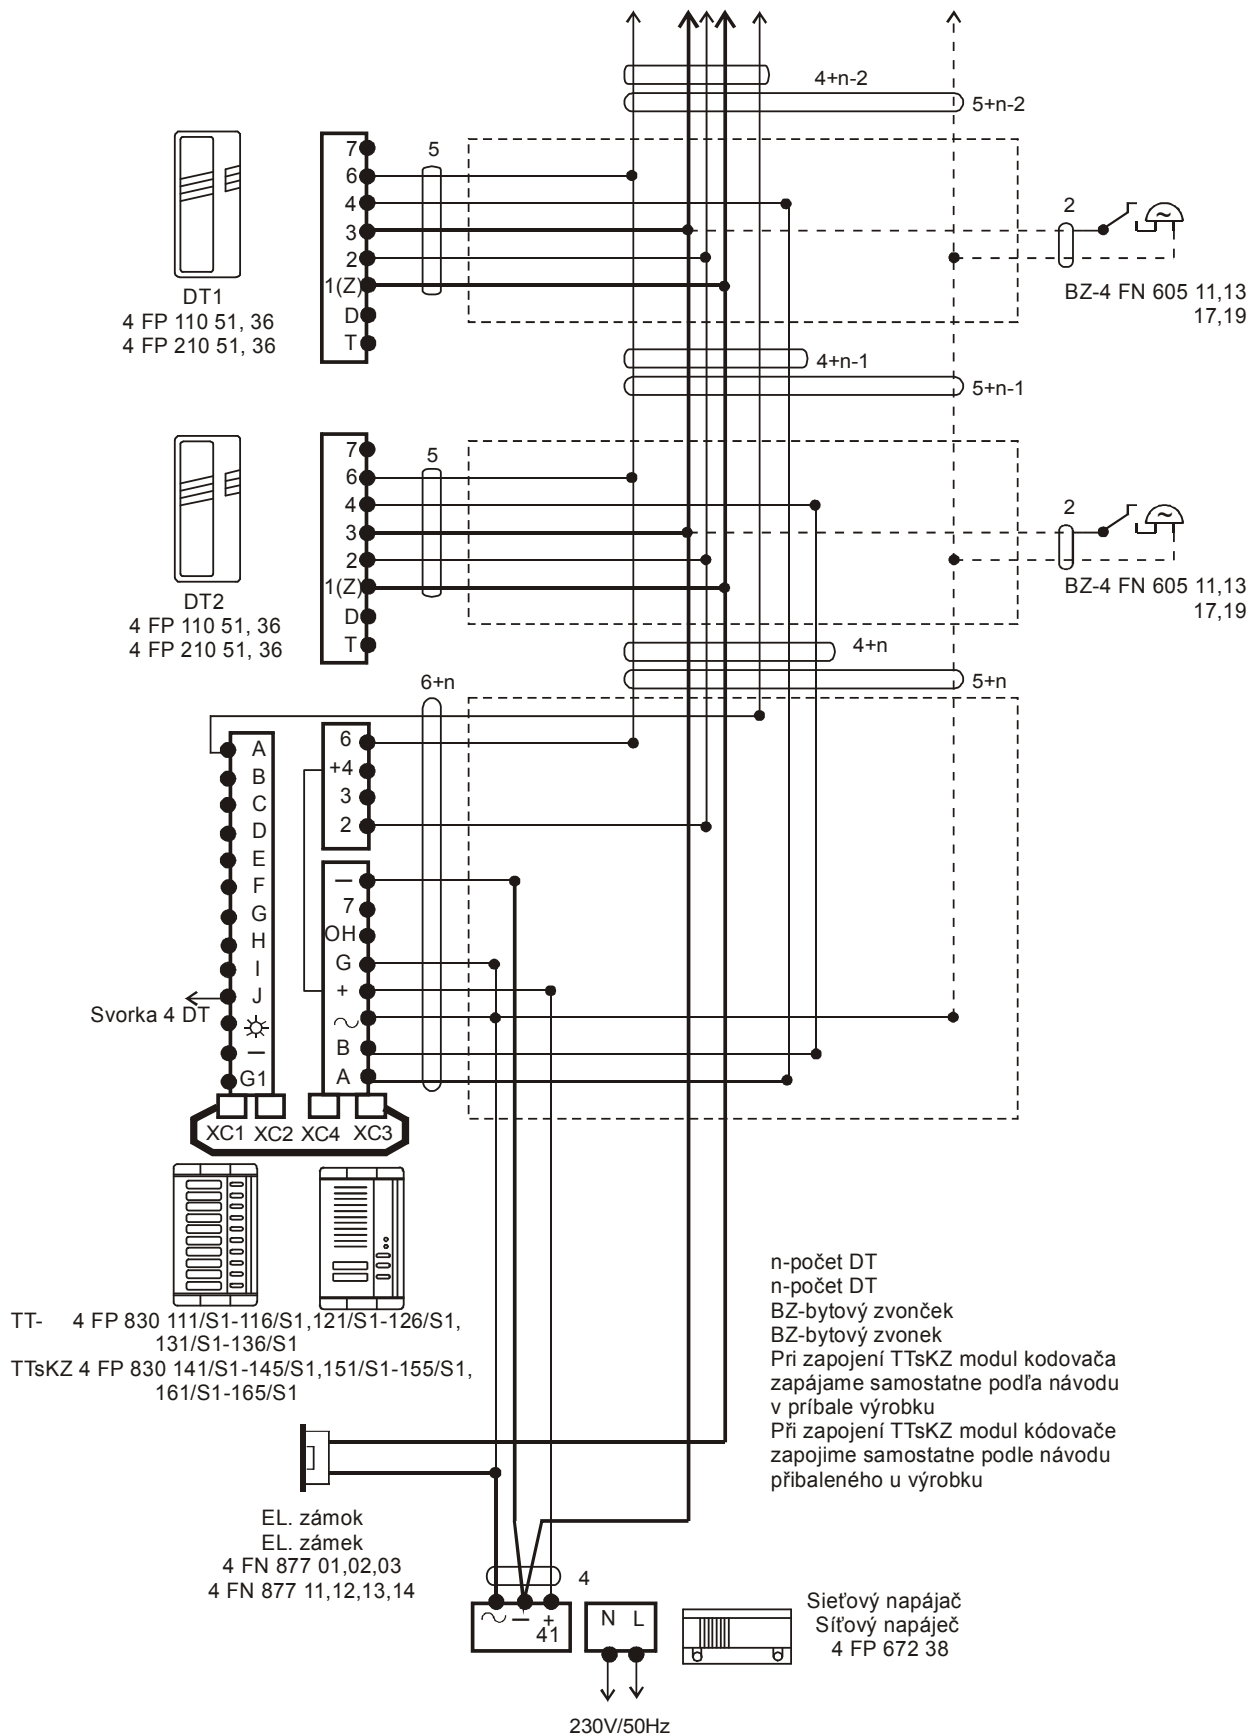 4+n-2
5+n-2
7
6
4
3
2
1(Z)
D
T
5
2
DT1
4 FP 110 51, 36
4 FP 210 51, 36
BZ-4 FN 605 11,13
17,19
4+n-1
5+n-1
7
6
4
3
2
1(Z)
D
T
5
2
DT2
4 FP 110 51, 36
4 FP 210 51, 36
BZ-4 FN 605 11,13
17,19
4+n
5+n
6+n
A
B
C
D
E
F
G
H
I
J
—
G1
Svorka 4 DT
6
+4
3
2
—
7
OH
G
+
~
B
A
XC1 XC2 XC4 XC3
TT- 4 FP 830 111/S1-116/S1,121/S1-126/S1,
131/S1-136/S1
TTsKZ 4 FP 830 141/S1-145/S1,151/S1-155/S1,
161/S1-165/S1
n-počet DT
n-počet DT
BZ-bytový zvonček
BZ-bytový zvonek
Pri zapojení TTsKZ modul kodovača
zapájame samostatne podľa návodu
v príbale výrobku
Při zapojení TTsKZ modul kódovače
zapojime samostatne podle návodu
přibaleného u výrobku
EL. zámok
EL. zámek
4 FN 877 01,02,03
4 FN 877 11,12,13,14
4
~ — +
41
N L
Sieťový napájač
Síťový napáječ
4 FP 672 38
230V/50Hz